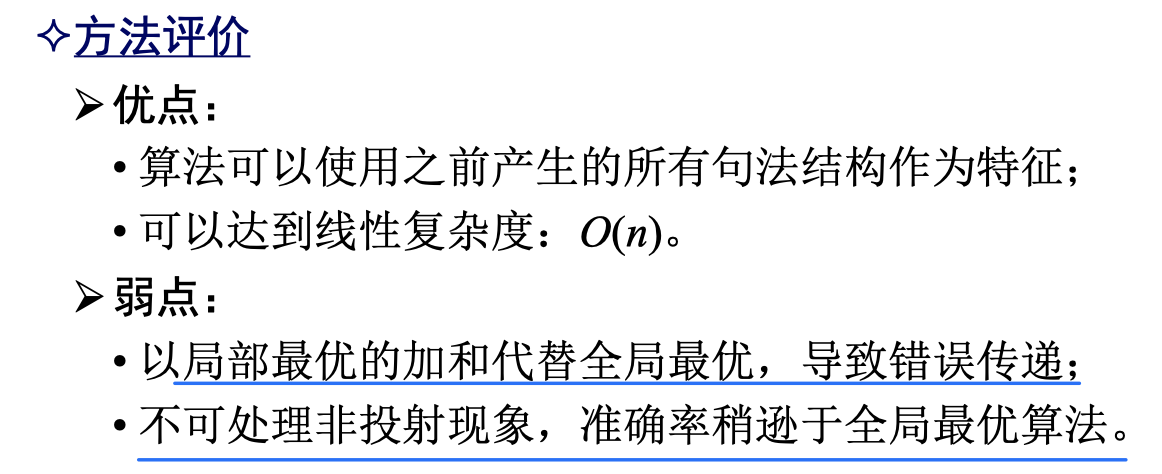 ✧方法评价
➢优点：
•算法可以使用之前产生的所有句法结构作为特征；
•可以达到线性复杂度：O(n)。
➢弱点：
•以局部最优的加和代替全局最优，导致错误传递；
•不可处理非投射现象，准确率稍逊于全局最优算法。